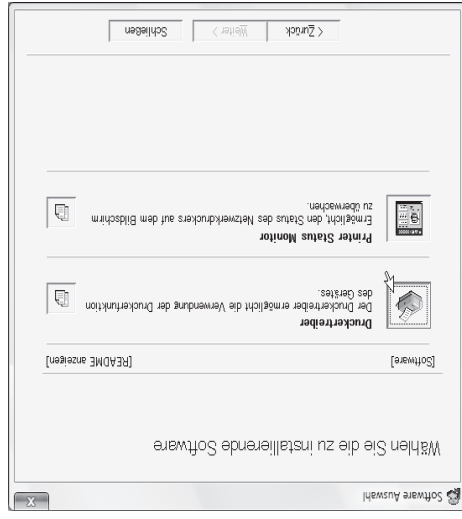 Software Auswahl
X
Wählen Sie die zu installierende Software
[Software] [README anzeigen]
Druckertreiber
Der Druckertreiber ermöglicht die Verwendung der Druckerfunktion
des Gerätes.
Printer Status Monitor
Ermöglicht, den Status des Netzwerkdruckers auf dem Bildschirm
zu überwachen.
< Zurück Weiter > Schließen